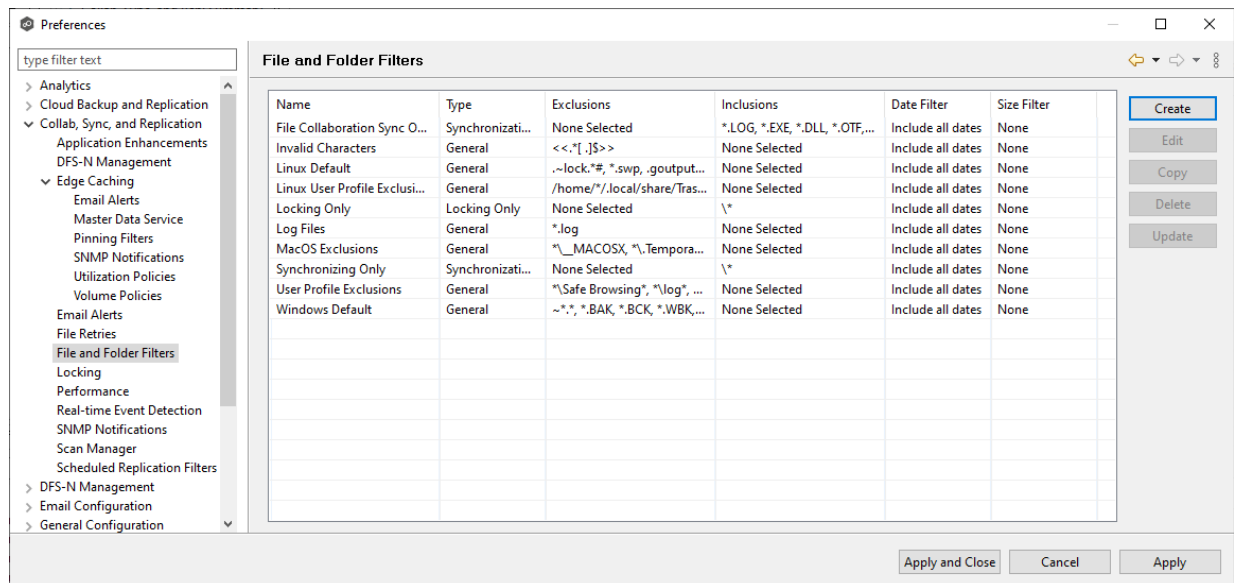 Preferences
type filter text
File and Folder Filters
Analytics
Cloud Backup and Replication
Collab, Sync, and Replication
Application Enhancements
DFS-N Management
Edge Caching
Email Alerts
Master Data Service
Pinning Filters
SNMP Notifications
Utilization Policies
Volume Policies
Email Alerts
File Retries
File and Folder Filters
Locking
Performance
Real-time Event Detection
SNMP Notifications
Scan Manager
Scheduled Replication Filters
DFS-N Management
Email Configuration
General Configuration
Name Type Exclusions Inclusions Date Filter Size Filter
File Collaboration Sync O... Synchronizati... None Selected *.LOG, *.EXE, *.DLL, *.OTF,... Include all dates None
Invalid Characters General <<.*[ .]$>> None Selected Include all dates None
Linux Default General .~lock.*#, *.swp, .goutput... None Selected Include all dates None
Linux User Profile Exclusi... General /home/*/.local/share/Tras... None Selected Include all dates None
Locking Only Locking Only None Selected \* Include all dates None
Log Files General *.log None Selected Include all dates None
MacOS Exclusions General *\__MACOSX, *\.Tempora... None Selected Include all dates None
Synchronizing Only Synchronizati... None Selected \* Include all dates None
User Profile Exclusions General *\Safe Browsing*, *\log*, ... None Selected Include all dates None
Windows Default General ~*.*, *.BAK, *.BCK, *.WBK,... None Selected Include all dates None
Create
Edit
Copy
Delete
Update
Apply and Close Cancel Apply